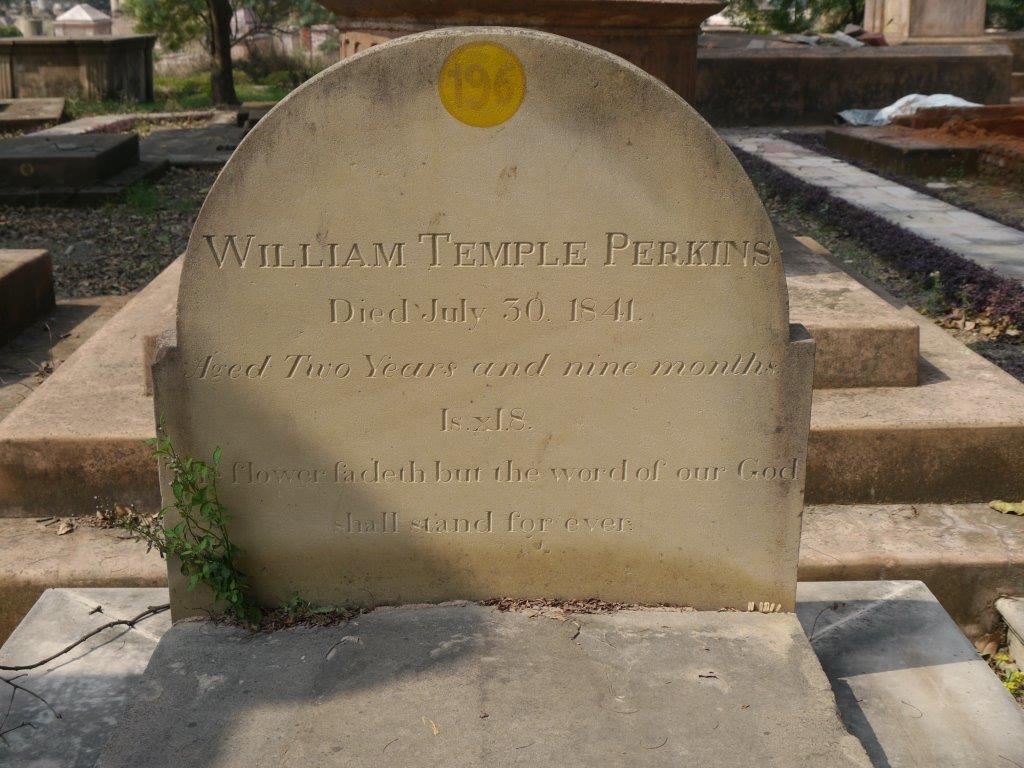 196
WILLIAM TEMPLE PERKINS
Died July 30. 1841.
Aged Two Years and nine months
Is.xl.8.
flower fadeth but the word of our God
shall stand for ever.